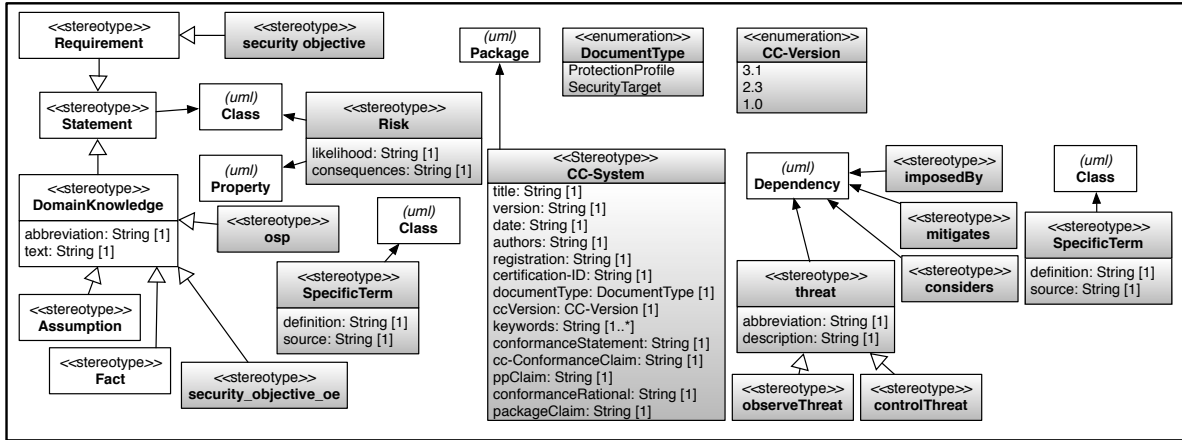 <<stereotype>>
Requirement
<<stereotype>>
security objective
<<stereotype>>
Statement
(uml)
Class
<<stereotype>>
Risk
likelihood: String [1]
consequences: String [1]
(uml)
Property
<<stereotype>>
DomainKnowledge
abbreviation: String [1]
text: String [1]
<<stereotype>>
osp
<<stereotype>>
Assumption
<<stereotype>>
Fact
<<stereotype>>
security_objective_oe
(uml)
Class
<<stereotype>>
SpecificTerm
definition: String [1]
source: String [1]
(uml)
Package
<<enumeration>>
DocumentType
ProtectionProfile
SecurityTarget
<<enumeration>>
CC-Version
3.1
2.3
1.0
<<Stereotype>>
CC-System
title: String [1]
version: String [1]
date: String [1]
authors: String [1]
registration: String [1]
certification-ID: String [1]
documentType: DocumentType [1]
ccVersion: CC-Version [1]
keywords: String [1..*]
conformanceStatement: String [1]
cc-ConformanceClaim: String [1]
ppClaim: String [1]
conformanceRational: String [1]
packageClaim: String [1]
(uml)
Dependency
<<stereotype>>
imposedBy
<<stereotype>>
mitigates
<<stereotype>>
considers
<<stereotype>>
threat
abbreviation: String [1]
description: String [1]
<<stereotype>>
observeThreat
<<stereotype>>
controlThreat
(uml)
Class
<<stereotype>>
SpecificTerm
definition: String [1]
source: String [1]